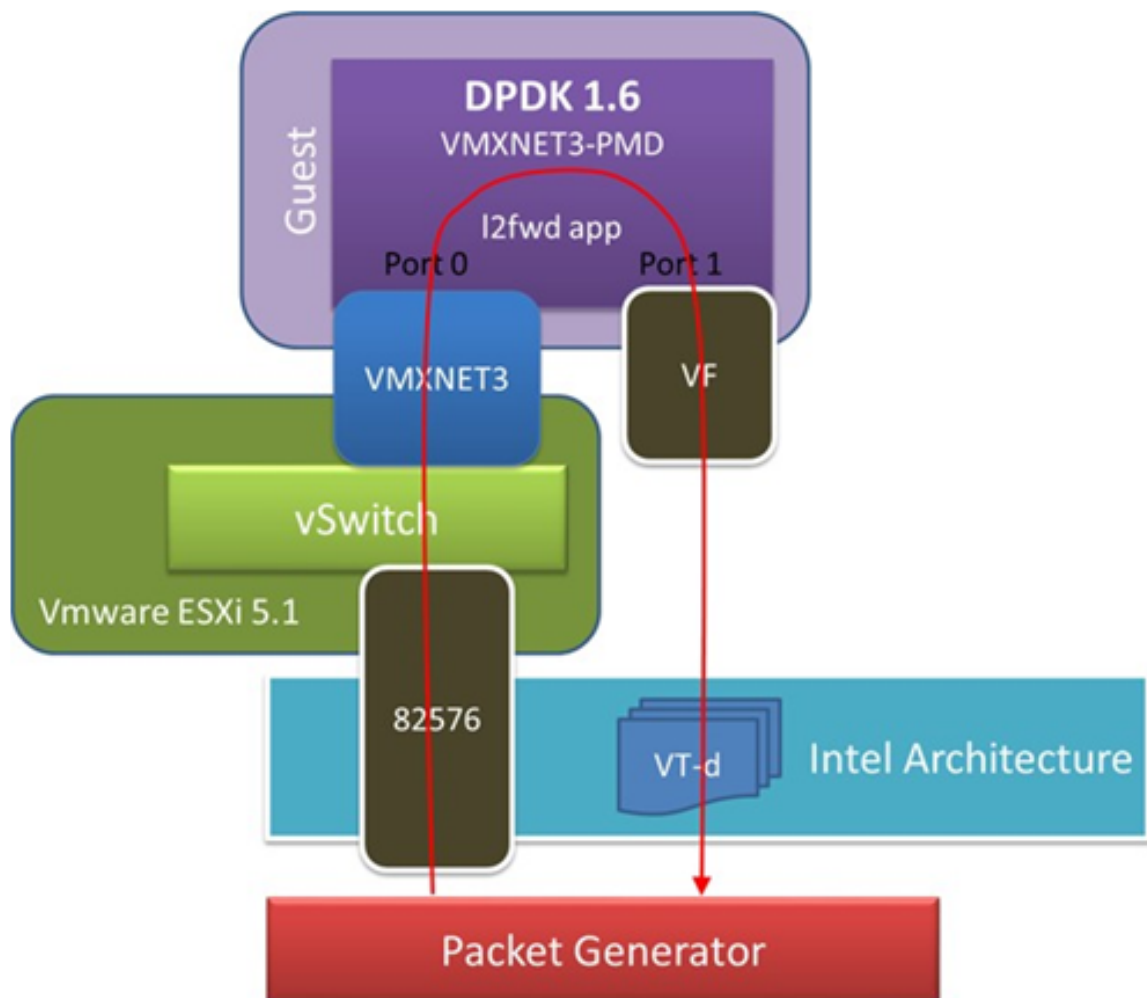 DPDK 1.6
VMXNET3-PMD
Guest
l2fwd app
Port 0
Port 1
VMXNET3
VF
vSwitch
Vmware ESXi 5.1
82576
VT-d
Intel Architecture
Packet Generator